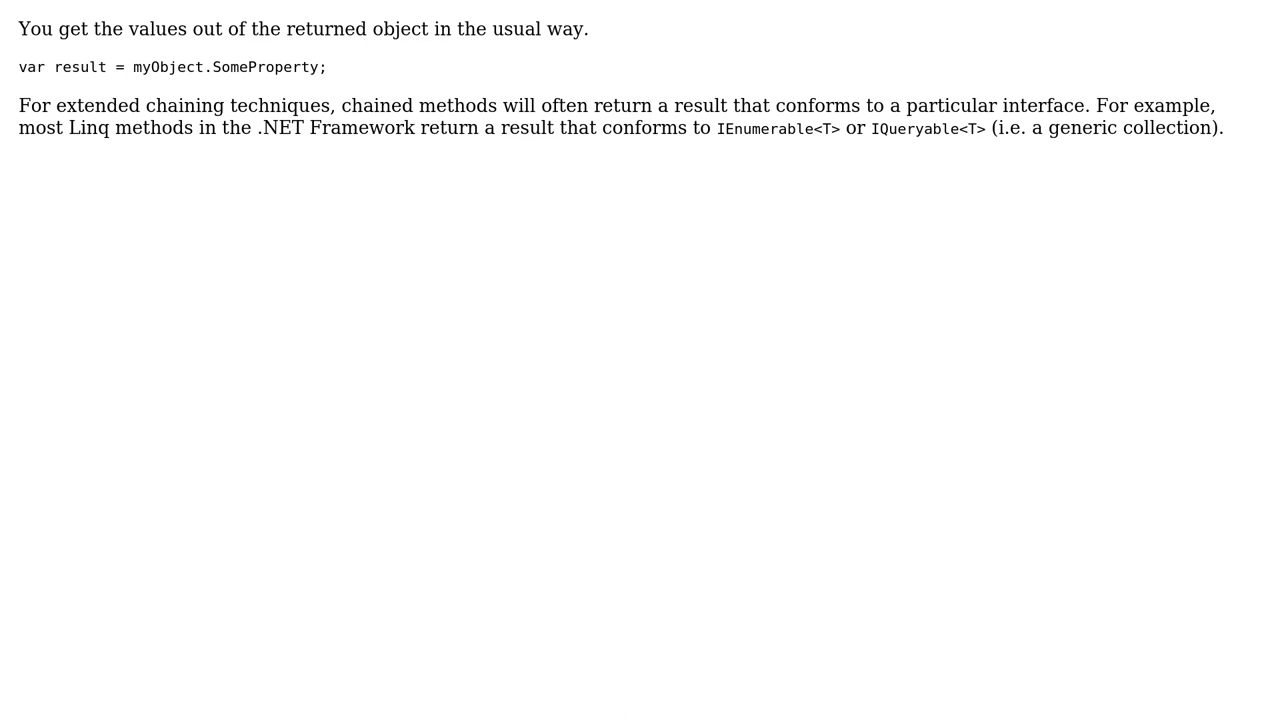 You get the values out of the returned object in the usual way.
var result = myObject.SomeProperty;
For extended chaining techniques, chained methods will often return a result that conforms to a particular interface. For example,
most Linq methods in the .NET Framework return a result that conforms to IEnumerable<T> or IQueryable<T> (i.e. a generic collection).